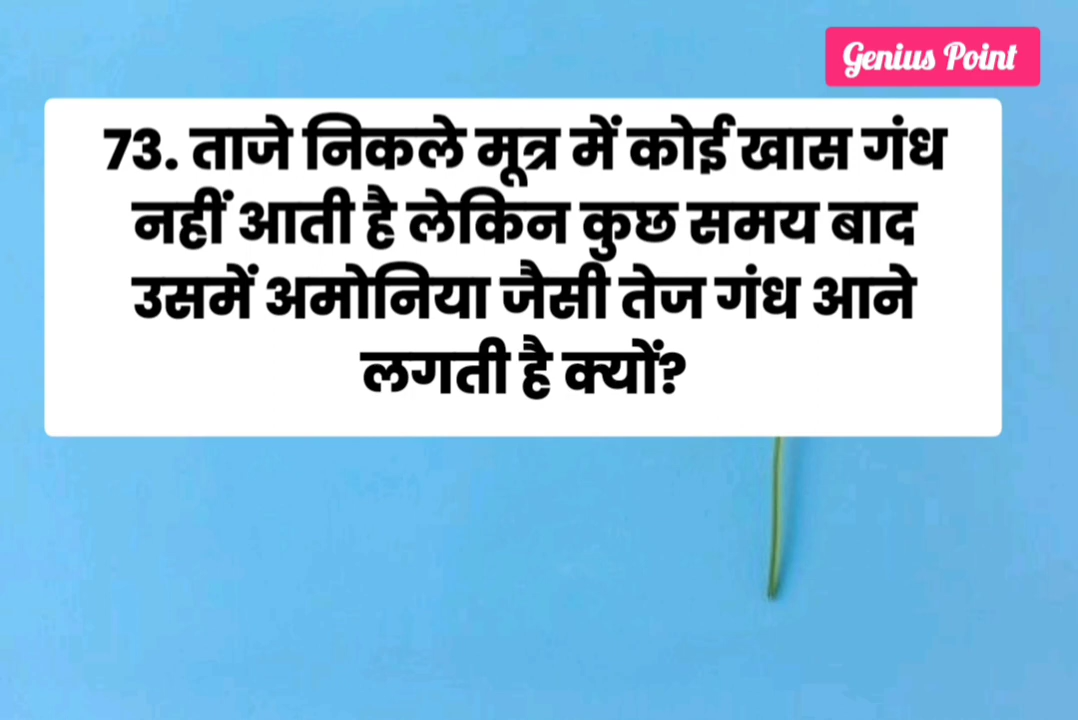 Genius Point
73. ताजे निकले मूत्र में कोई खास गंध
नहीं आती है लेकिन कुछ समय बाद
उसमें अमोनिया जैसी तेज गंध आने
लगती है क्यों?